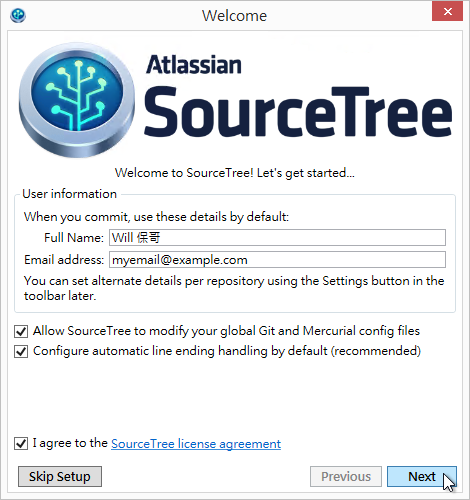 Welcome
Atlassian
SourceTree
Welcome to SourceTree! Let's get started...
User information
When you commit, use these details by default:
Full Name: Will 保哥
Email address: myemail@example.com
You can set alternate details per repository using the Settings button in the
toolbar later.
Allow SourceTree to modify your global Git and Mercurial config files
Configure automatic line ending handling by default (recommended)
I agree to the SourceTree license agreement
Skip Setup Previous Next